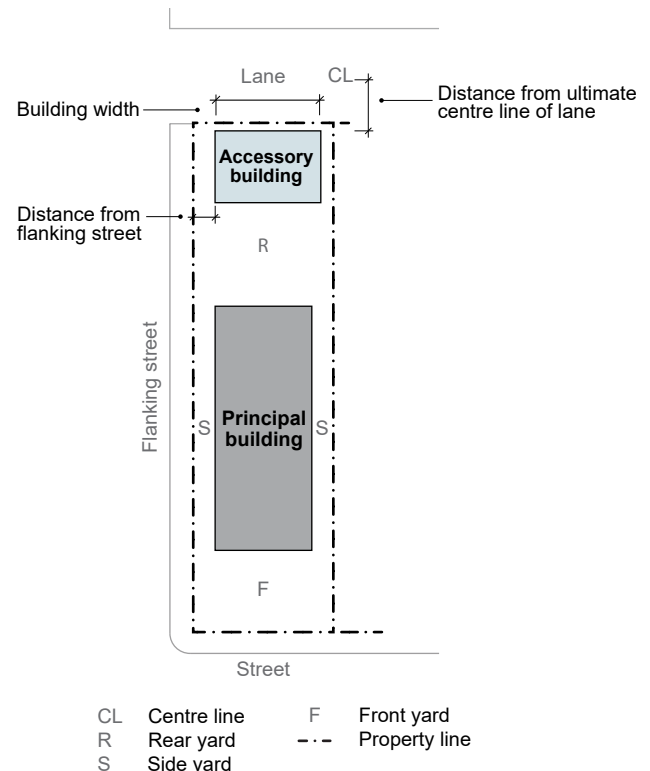 Lane
CL
Distance from ultimate
centre line of lane
Building width
Accessory
building
Distance from
flanking street
R
Flanking street
S
Principal
building
S
F
Street
CL Centre line
R Rear yard
S Side yard
F Front yard
Property line